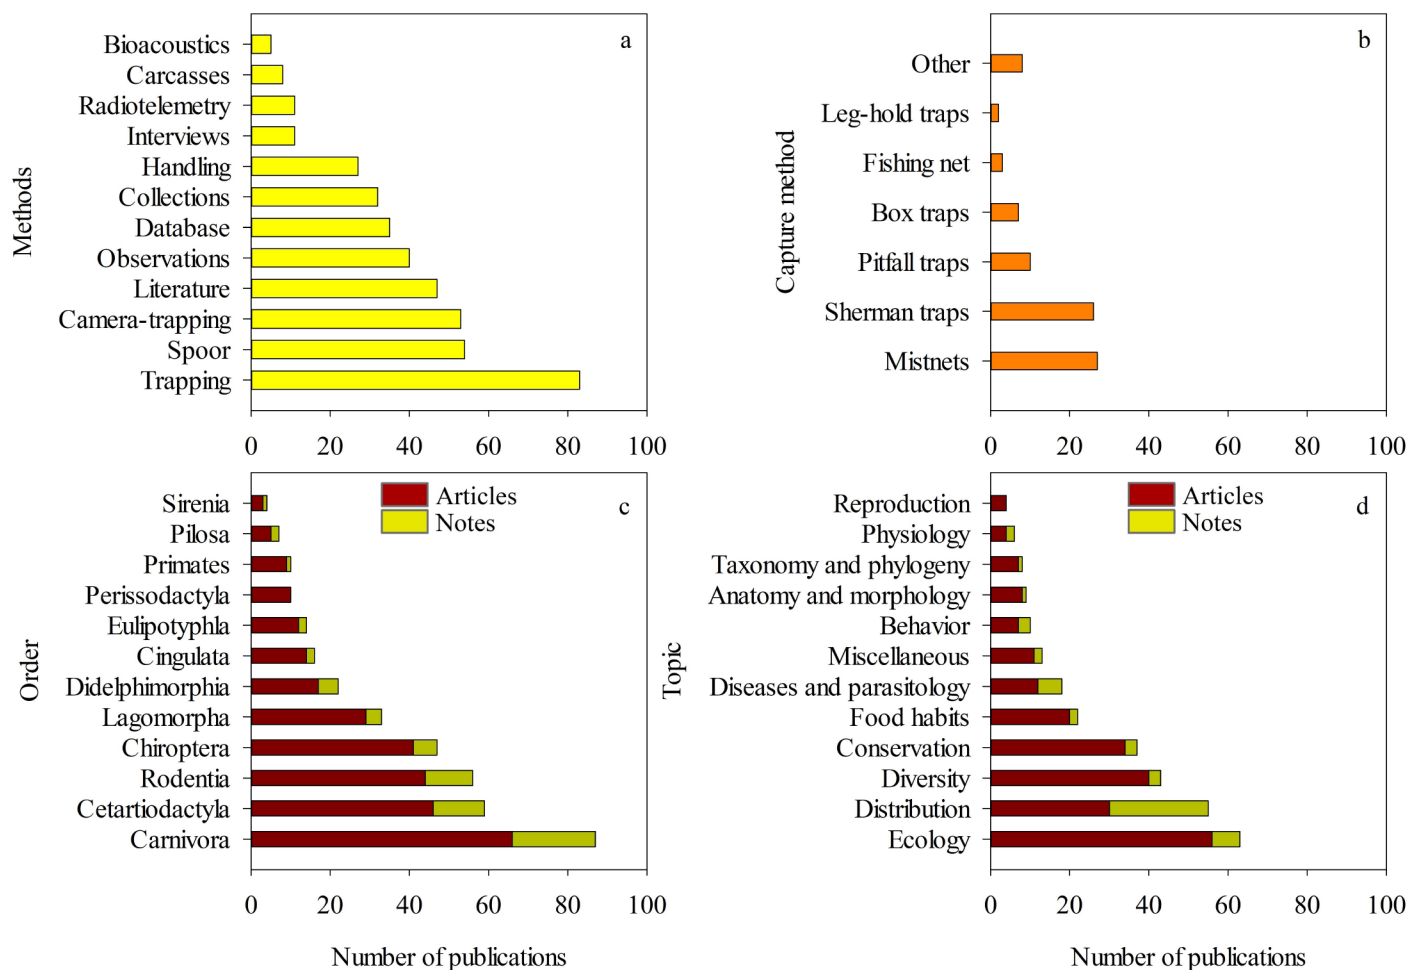 a
Methods
Bioacoustics
Carcasses
Radiotelemetry
Interviews
Handling
Collections
Database
Observations
Literature
Camera-trapping
Spoor
Trapping
0 20 40 60 80 100
b
Capture method
Other
Leg-hold traps
Fishing net
Box traps
Pitfall traps
Sherman traps
Mistnets
0 20 40 60 80 100
c
Articles
Notes
Order
Sirenia
Pilosa
Primates
Perissodactyla
Eulipotyphla
Cingulata
Didelphimorphia
Lagomorpha
Chiroptera
Rodentia
Cetartiodactyla
Carnivora
0 20 40 60 80 100
Number of publications
d
Articles
Notes
Topic
Reproduction
Physiology
Taxonomy and phylogeny
Anatomy and morphology
Behavior
Miscellaneous
Diseases and parasitology
Food habits
Conservation
Diversity
Distribution
Ecology
0 20 40 60 80 100
Number of publications